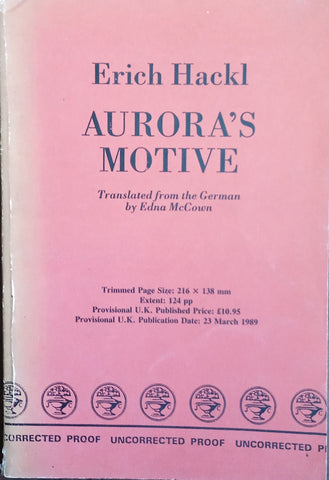 Erich Hackl
AURORA'S
MOTIVE
Translated from the German
by Edna McCown
Trimmed Page Size: 216 × 138 mm
Extent: 124 pp
Provisional U.K. Published Price: £10.95
Provisional U.K. Publication Date: 23 March 1989
CORRECTED PROOF UNCORRECTED PROOF UNCORRECTED P